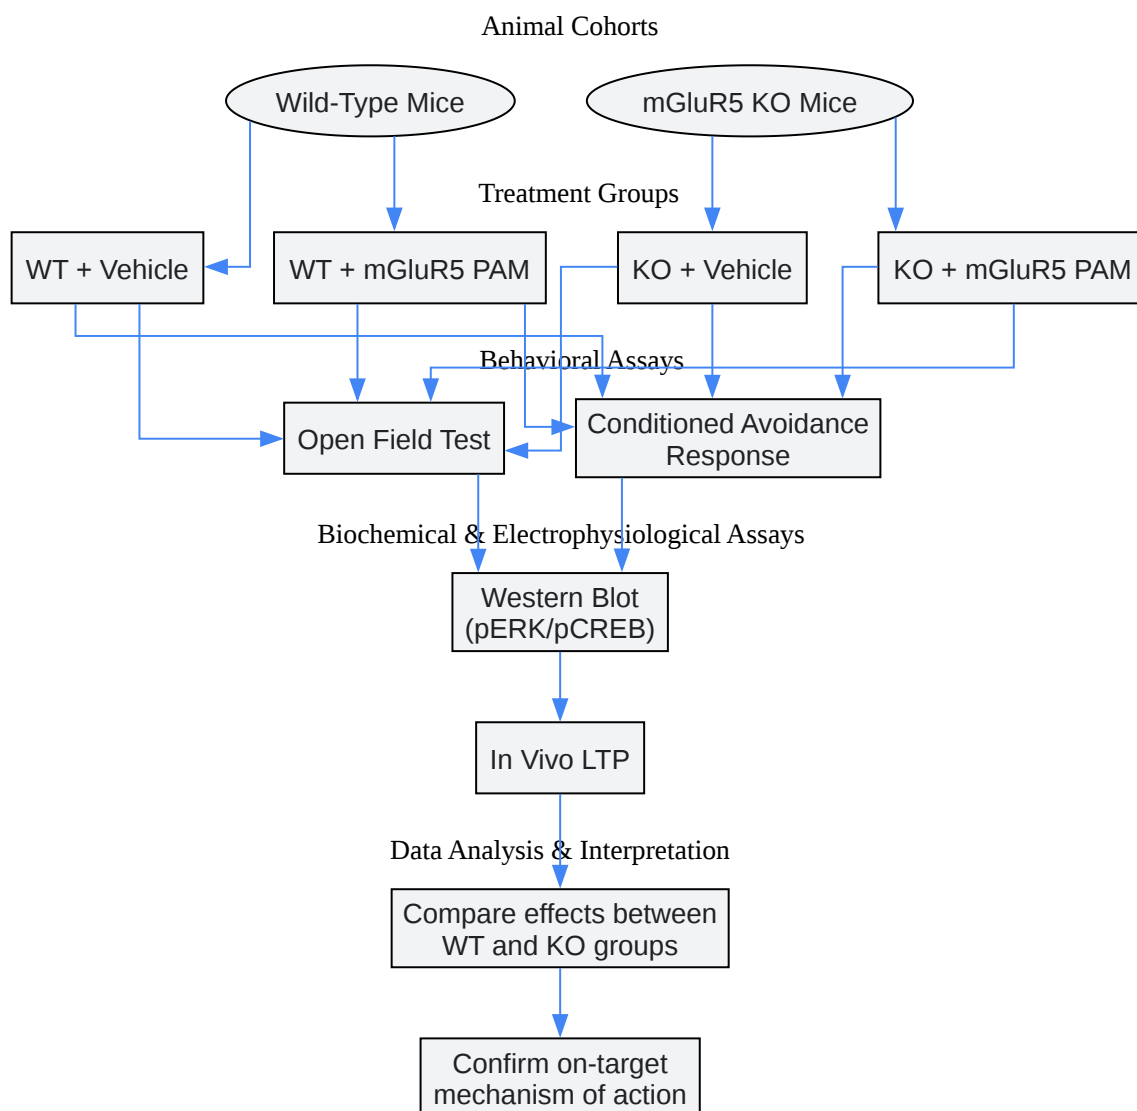 Animal Cohorts
Wild-Type Mice
mGluR5 KO Mice
Treatment Groups
WT + Vehicle
WT + mGluR5 PAM
KO + Vehicle
KO + mGluR5 PAM
Behavioral Assays
Open Field Test
Conditioned Avoidance
Response
Biochemical & Electrophysiological Assays
Western Blot
(pERK/pCREB)
In Vivo LTP
Data Analysis & Interpretation
Compare effects between
WT and KO groups
Confirm on-target
mechanism of action